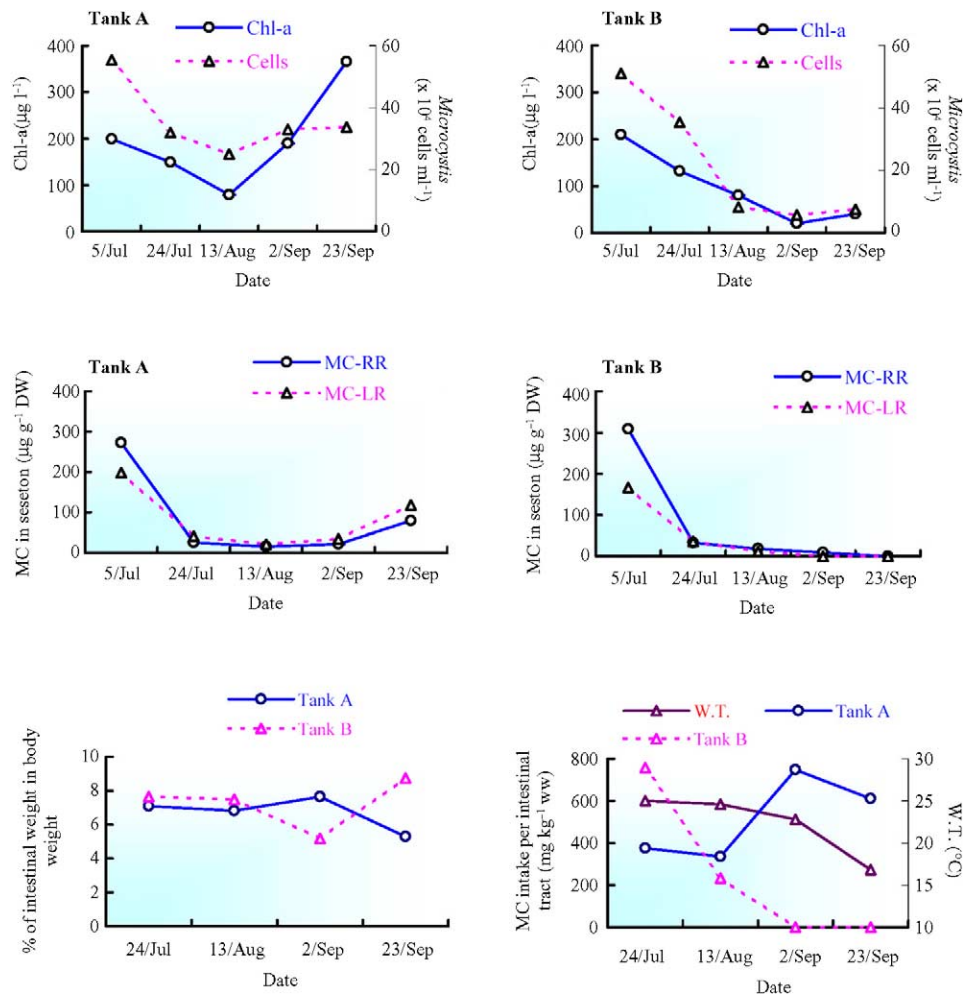 Tank A
Chl-a
Cells
Chl-a(µg l⁻¹)
400
300
200
100
0
60
40
20
0
Microcystis
(x 10⁴ cells ml⁻¹)
5/Jul 24/Jul 13/Aug 2/Sep 23/Sep
Date
Tank B
Chl-a
Cells
Chl-a(µg l⁻¹)
400
300
200
100
0
60
40
20
0
Microcystis
(x 10⁴ cells ml⁻¹)
5/Jul 24/Jul 13/Aug 2/Sep 23/Sep
Date
Tank A
MC-RR
MC-LR
MC in seseton (µg g⁻¹ DW)
400
300
200
100
0
5/Jul 24/Jul 13/Aug 2/Sep 23/Sep
Date
Tank B
MC-RR
MC-LR
MC in seston (µg g⁻¹ DW)
400
300
200
100
0
5/Jul 24/Jul 13/Aug 2/Sep 23/Sep
Date
Tank A
Tank B
% of intestinal weight in body
weight
10
8
6
4
2
0
24/Jul 13/Aug 2/Sep 23/Sep
Date
W.T. Tank A
Tank B
MC intake per intestinal
tract (mg kg⁻¹ ww)
800
600
400
200
0
30
25
20
15
10
W.T. (°C)
24/Jul 13/Aug 2/Sep 23/Sep
Date